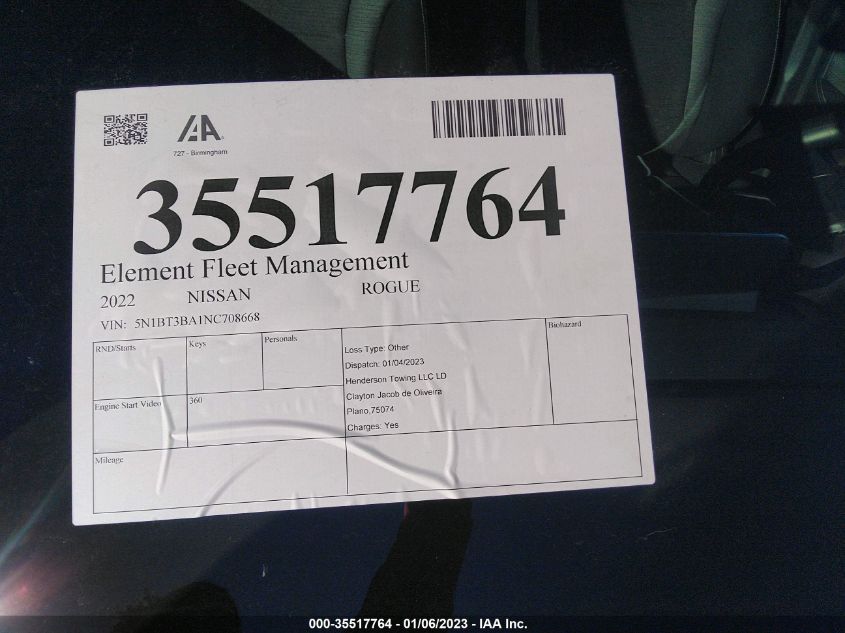 IAA
727 - Birmingham
35517764
Element Fleet Management
2022 NISSAN ROGUE
VIN: 5N1BT3BA1NC708668
RND/Starts Keys Personals Biohazard
Loss Type: Other
Dispatch: 01/04/2023
Henderson Towing LLC LD
Clayton Jacob de Oliveira
Plano,75074
Charges: Yes
Engine Start Video 360
Mileage
000-35517764 - 01/06/2023 - IAA Inc.